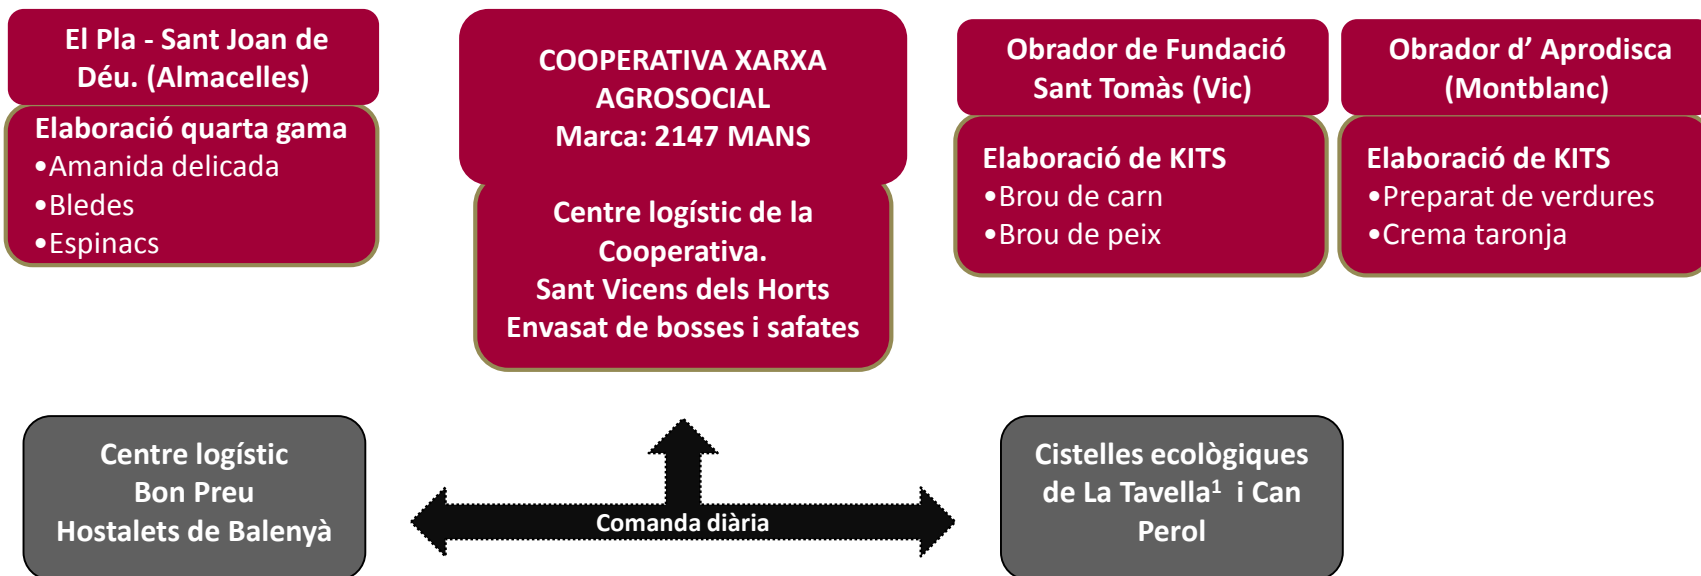 El Pla - Sant Joan de
Déu. (Almacelles)
Elaboració quarta gama
•Amanida delicada
•Bledes
•Espinacs
COOPERATIVA XARXA
AGROSOCIAL
Marca: 2147 MANS
Centre logístic de la
Cooperativa.
Sant Vicens dels Horts
Envasat de bosses i safates
Obrador de Fundació
Sant Tomàs (Vic)
Elaboració de KITS
•Brou de carn
•Brou de peix
Obrador d’ Aprodisca
(Montblanc)
Elaboració de KITS
•Preparat de verdures
•Crema taronja
Centre logístic
Bon Preu
Hostalets de Balenyà
Comanda diària
Cistelles ecològiques
de La Tavella¹ i Can
Perol